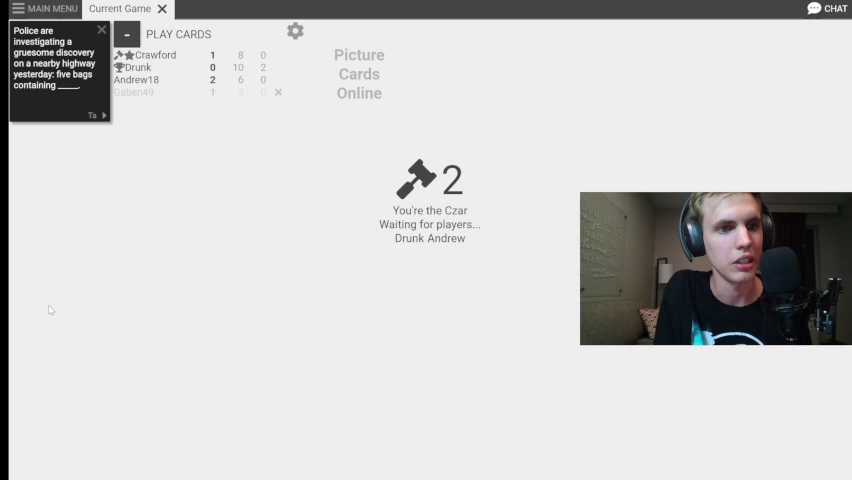 MAIN MENU
Current Game
CHAT
Police are
investigating a
gruesome discovery
on a nearby highway
yesterday: five bags
containing _____.
Ta
- PLAY CARDS
Crawford 1 8 0
Drunk 0 10 2
Andrew18 2 6 0
Gaben49 1 3 0
Picture
Cards
Online
2
You're the Czar
Waiting for players...
Drunk Andrew